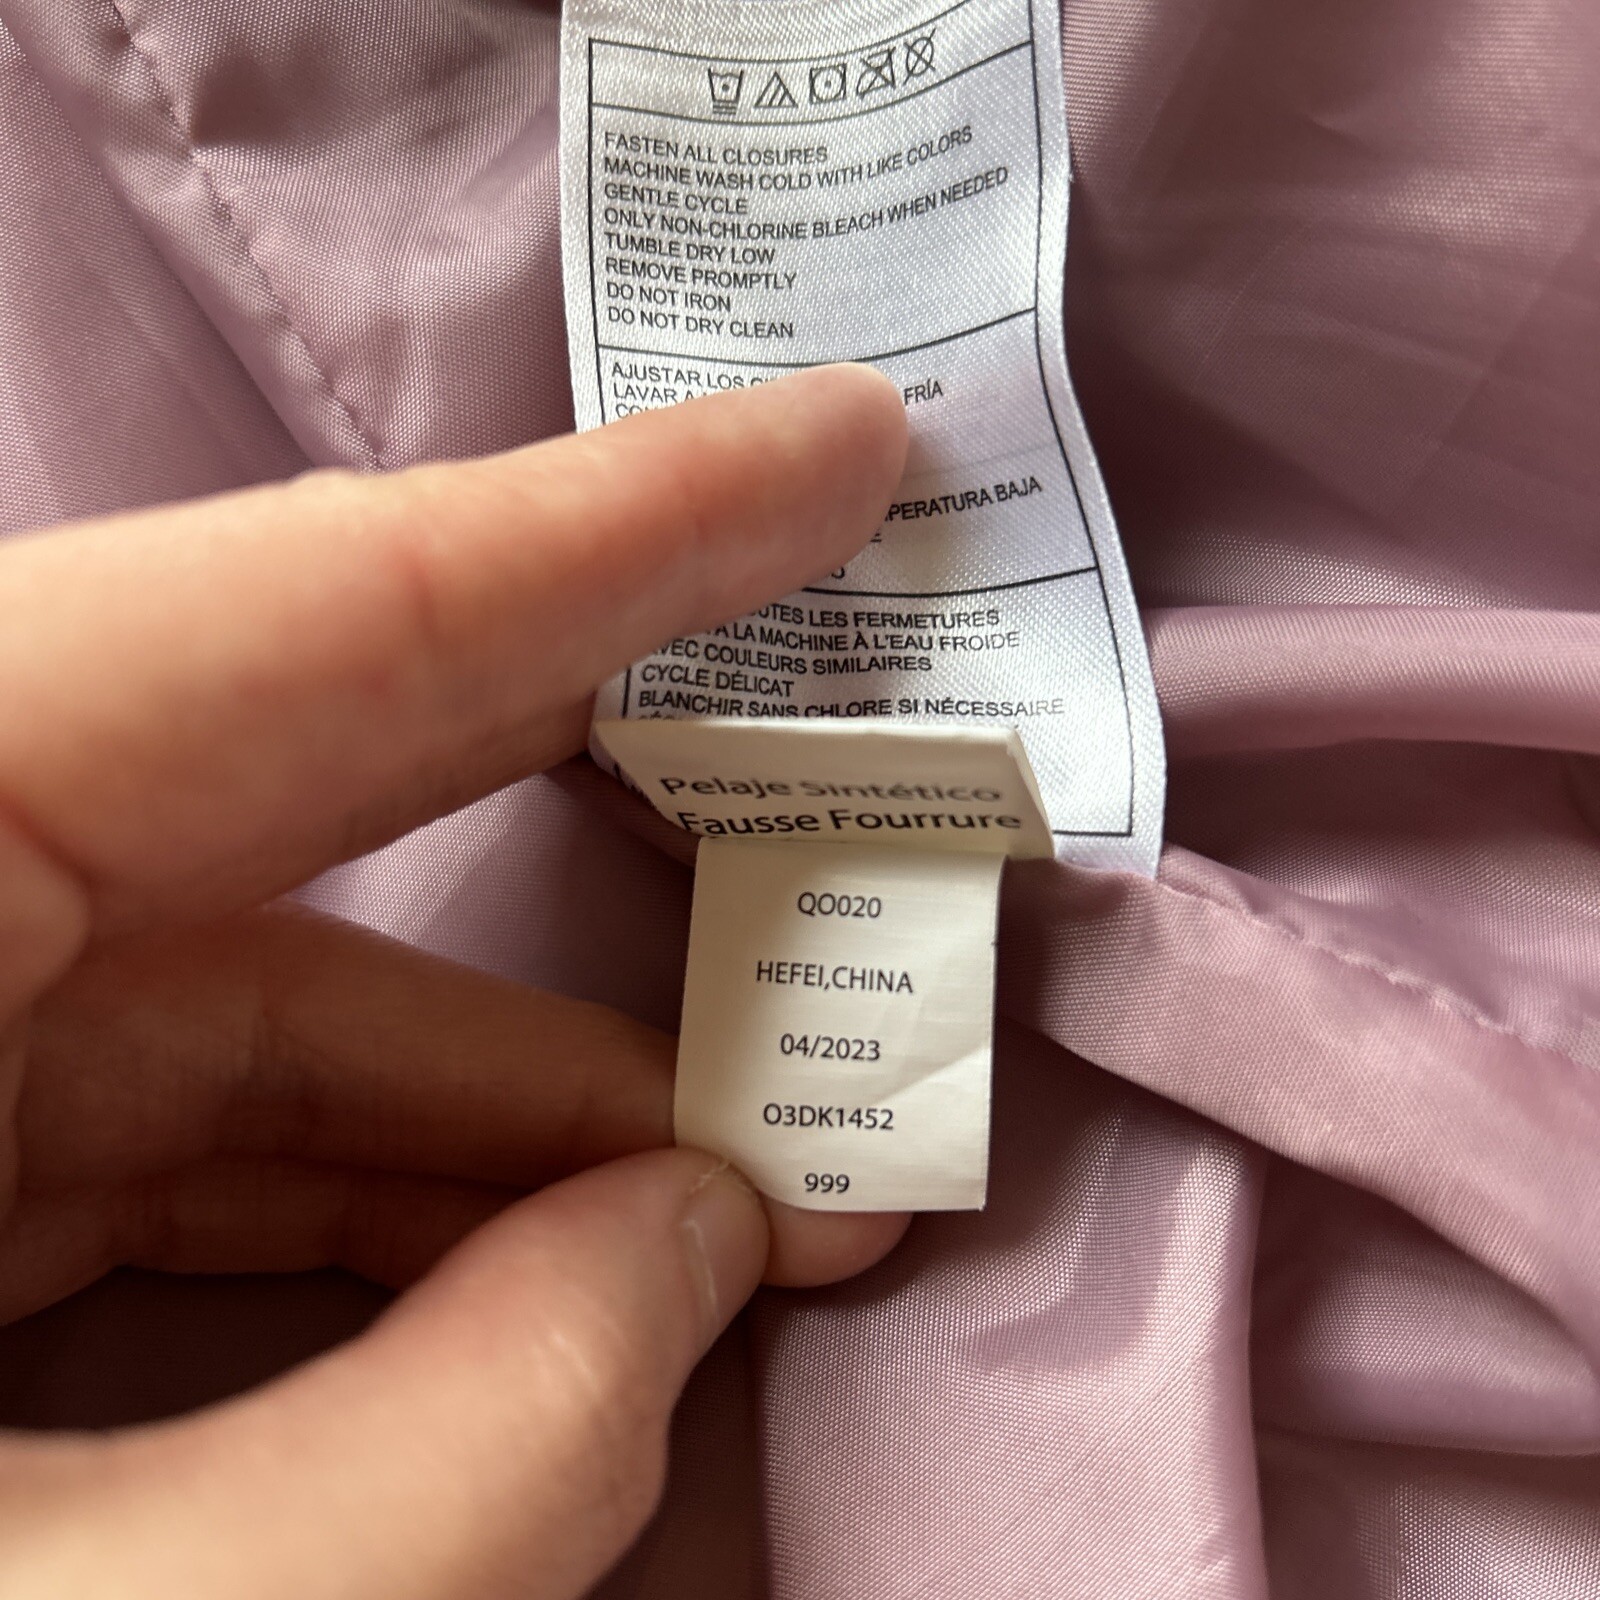 FASTEN ALL CLOSURES
MACHINE WASH COLD WITH LIKE COLORS
GENTLE CYCLE
ONLY NON-CHLORINE BLEACH WHEN NEEDED
TUMBLE DRY LOW
REMOVE PROMPTLY
DO NOT IRON
DO NOT DRY CLEAN
AJUSTAR LOS
LAVAR A FRÍA
BAJA
LES FERMETURES
A LA MACHINE À L'EAU FROIDE
COULEURS SIMILAIRES
CYCLE DÉLICAT
BLANCHIR SANS CHLORE SI NÉCESSAIRE
Pelaje Sintético
Fausse Fourrure
QO020
HEFEI,CHINA
04/2023
O3DK1452
999